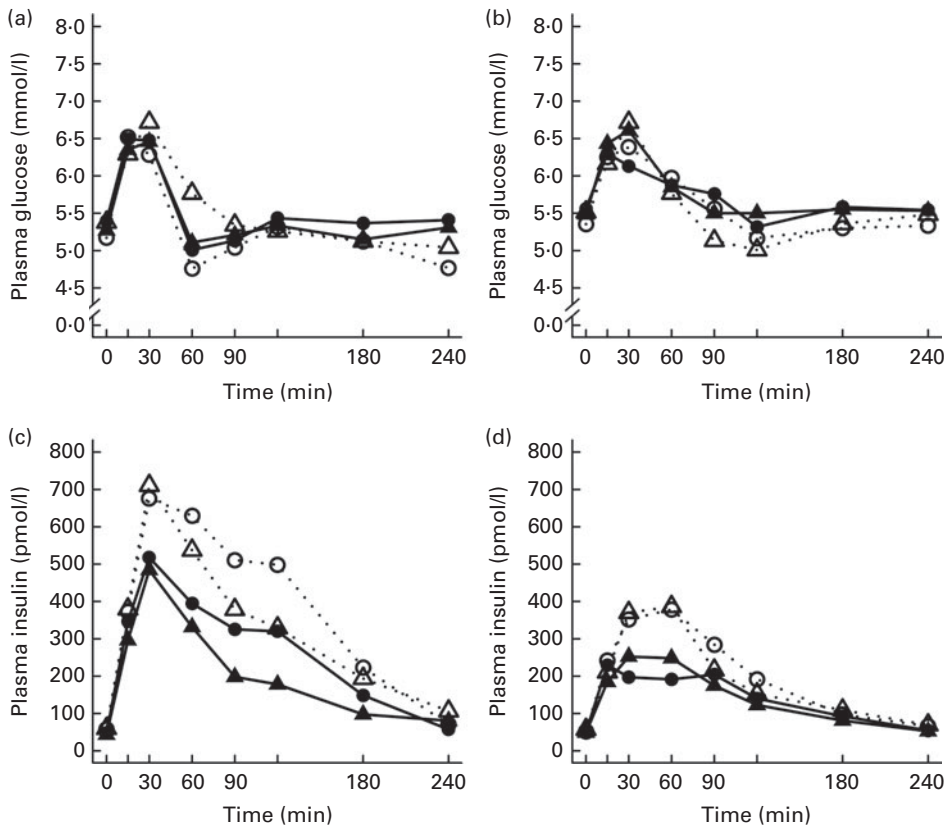 (a)
8·0
7·5
7·0
6·5
6·0
5·5
5·0
4·5
0·0
Plasma glucose (mmol/l)
0 30 60 90 180 240
Time (min)
(b)
8·0
7·5
7·0
6·5
6·0
5·5
5·0
4·5
0·0
Plasma glucose (mmol/l)
0 30 60 90 180 240
Time (min)
(c)
800
700
600
500
400
300
200
100
0
Plasma insulin (pmol/l)
0 30 60 90 180 240
Time (min)
(d)
800
700
600
500
400
300
200
100
0
Plasma insulin (pmol/l)
0 30 60 90 180 240
Time (min)